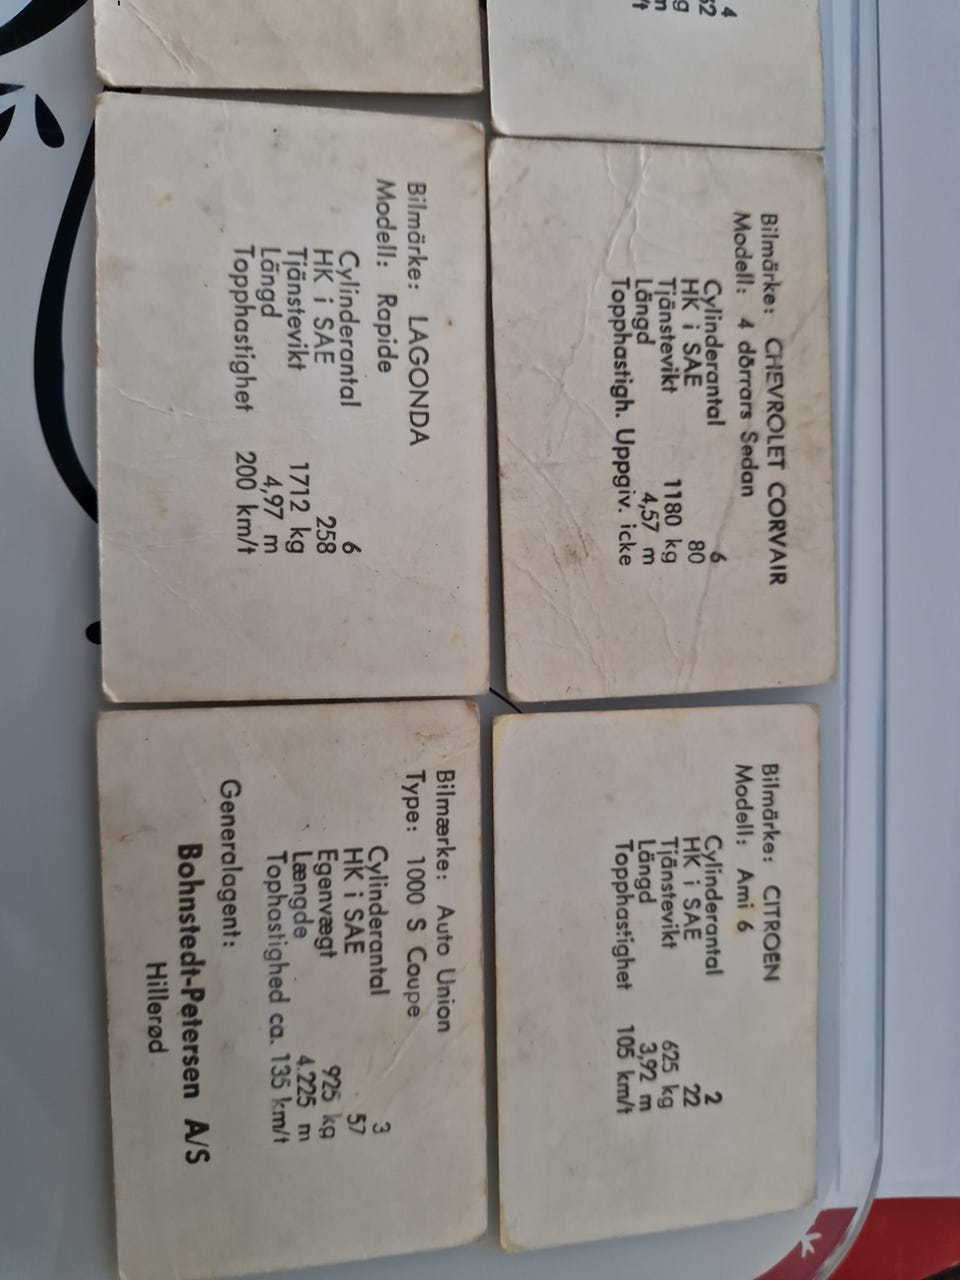 4
Bilmärke: CHEVROLET CORVAIR
Modell: 4 dörrars Sedan
Cylinderantal 6
HK i SAE 80
Tjänstevikt 1180 kg
Längd 4,57 m
Topphastigh. Uppgiv. icke
Bilmärke: CITROEN
Modell: Ami 6
Cylinderantal 2
HK i SAE 22
Tjänstevikt 625 kg
Längd 3,92 m
Topphastighet 105 km/t
Bilmärke: LAGONDA
Modell: Rapide
Cylinderantal 6
HK i SAE 258
Tjänstevikt 1712 kg
Längd 4,97 m
Topphastighet 200 km/t
Bilmærke: Auto Union
Type: 1000 S Coupe
Cylinderantal 3
HK i SAE 57
Egenvægt 925 kg
Længde 4.225 m
Tophastighed ca. 135 km/t
Generalagent:
Bohnstedt-Petersen A/S
Hillerød